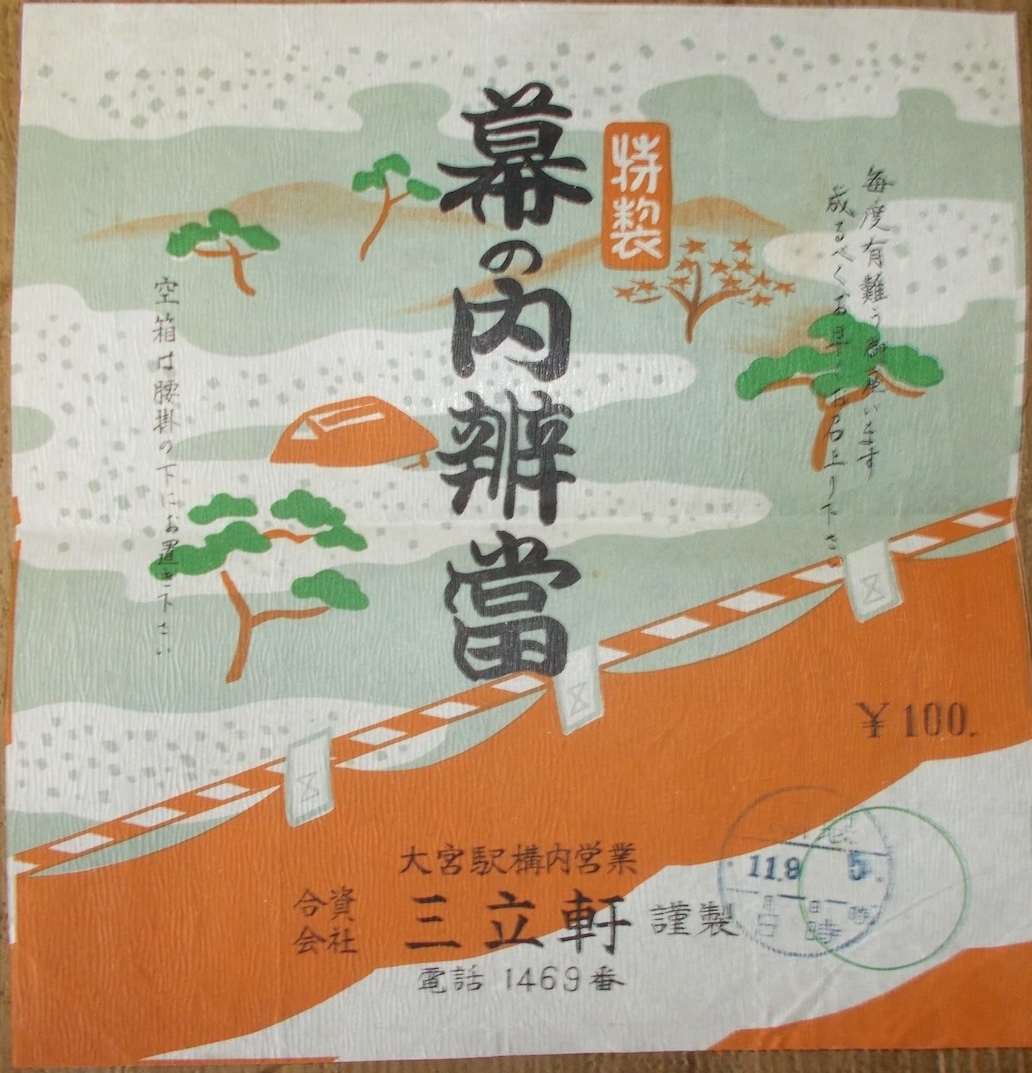 毎度有難う御座います
成るべくお早くお召上り下さい
特製
幕の内辨當
空箱は腰掛の下にお置き下さい
￥100.
大宮駅構内営業
合資
会社
三立軒 謹製
電話 1469番
11.9 5.
月 日 時